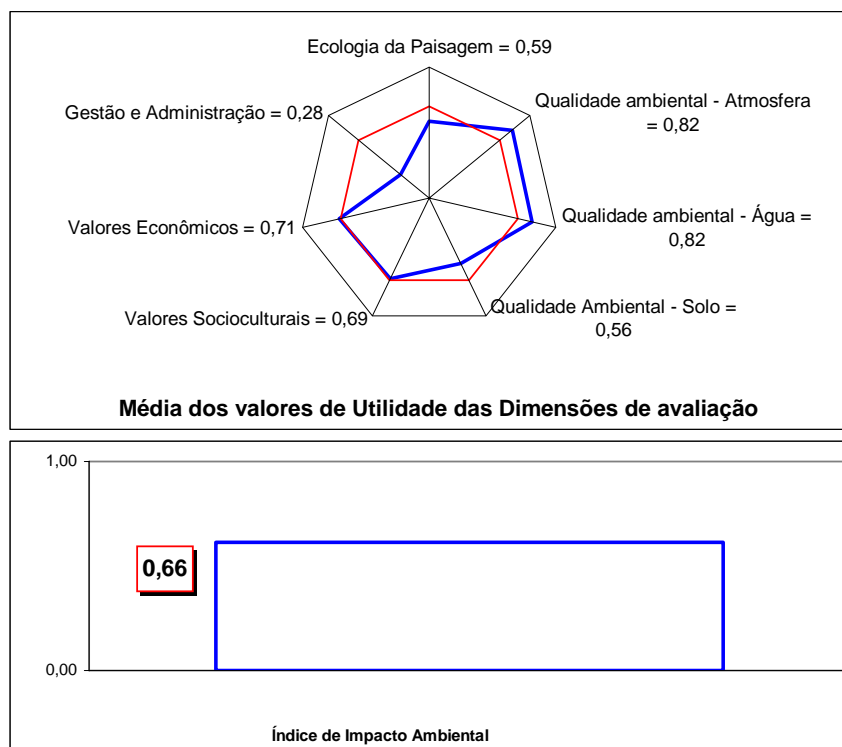 Ecologia da Paisagem = 0,59
Gestão e Administração = 0,28
Qualidade ambiental - Atmosfera
= 0,82
Valores Econômicos = 0,71
Qualidade ambiental - Água =
0,82
Valores Socioculturais = 0,69
Qualidade Ambiental - Solo =
0,56
Média dos valores de Utilidade das Dimensões de avaliação
1,00
0,66
0,00
Índice de Impacto Ambiental